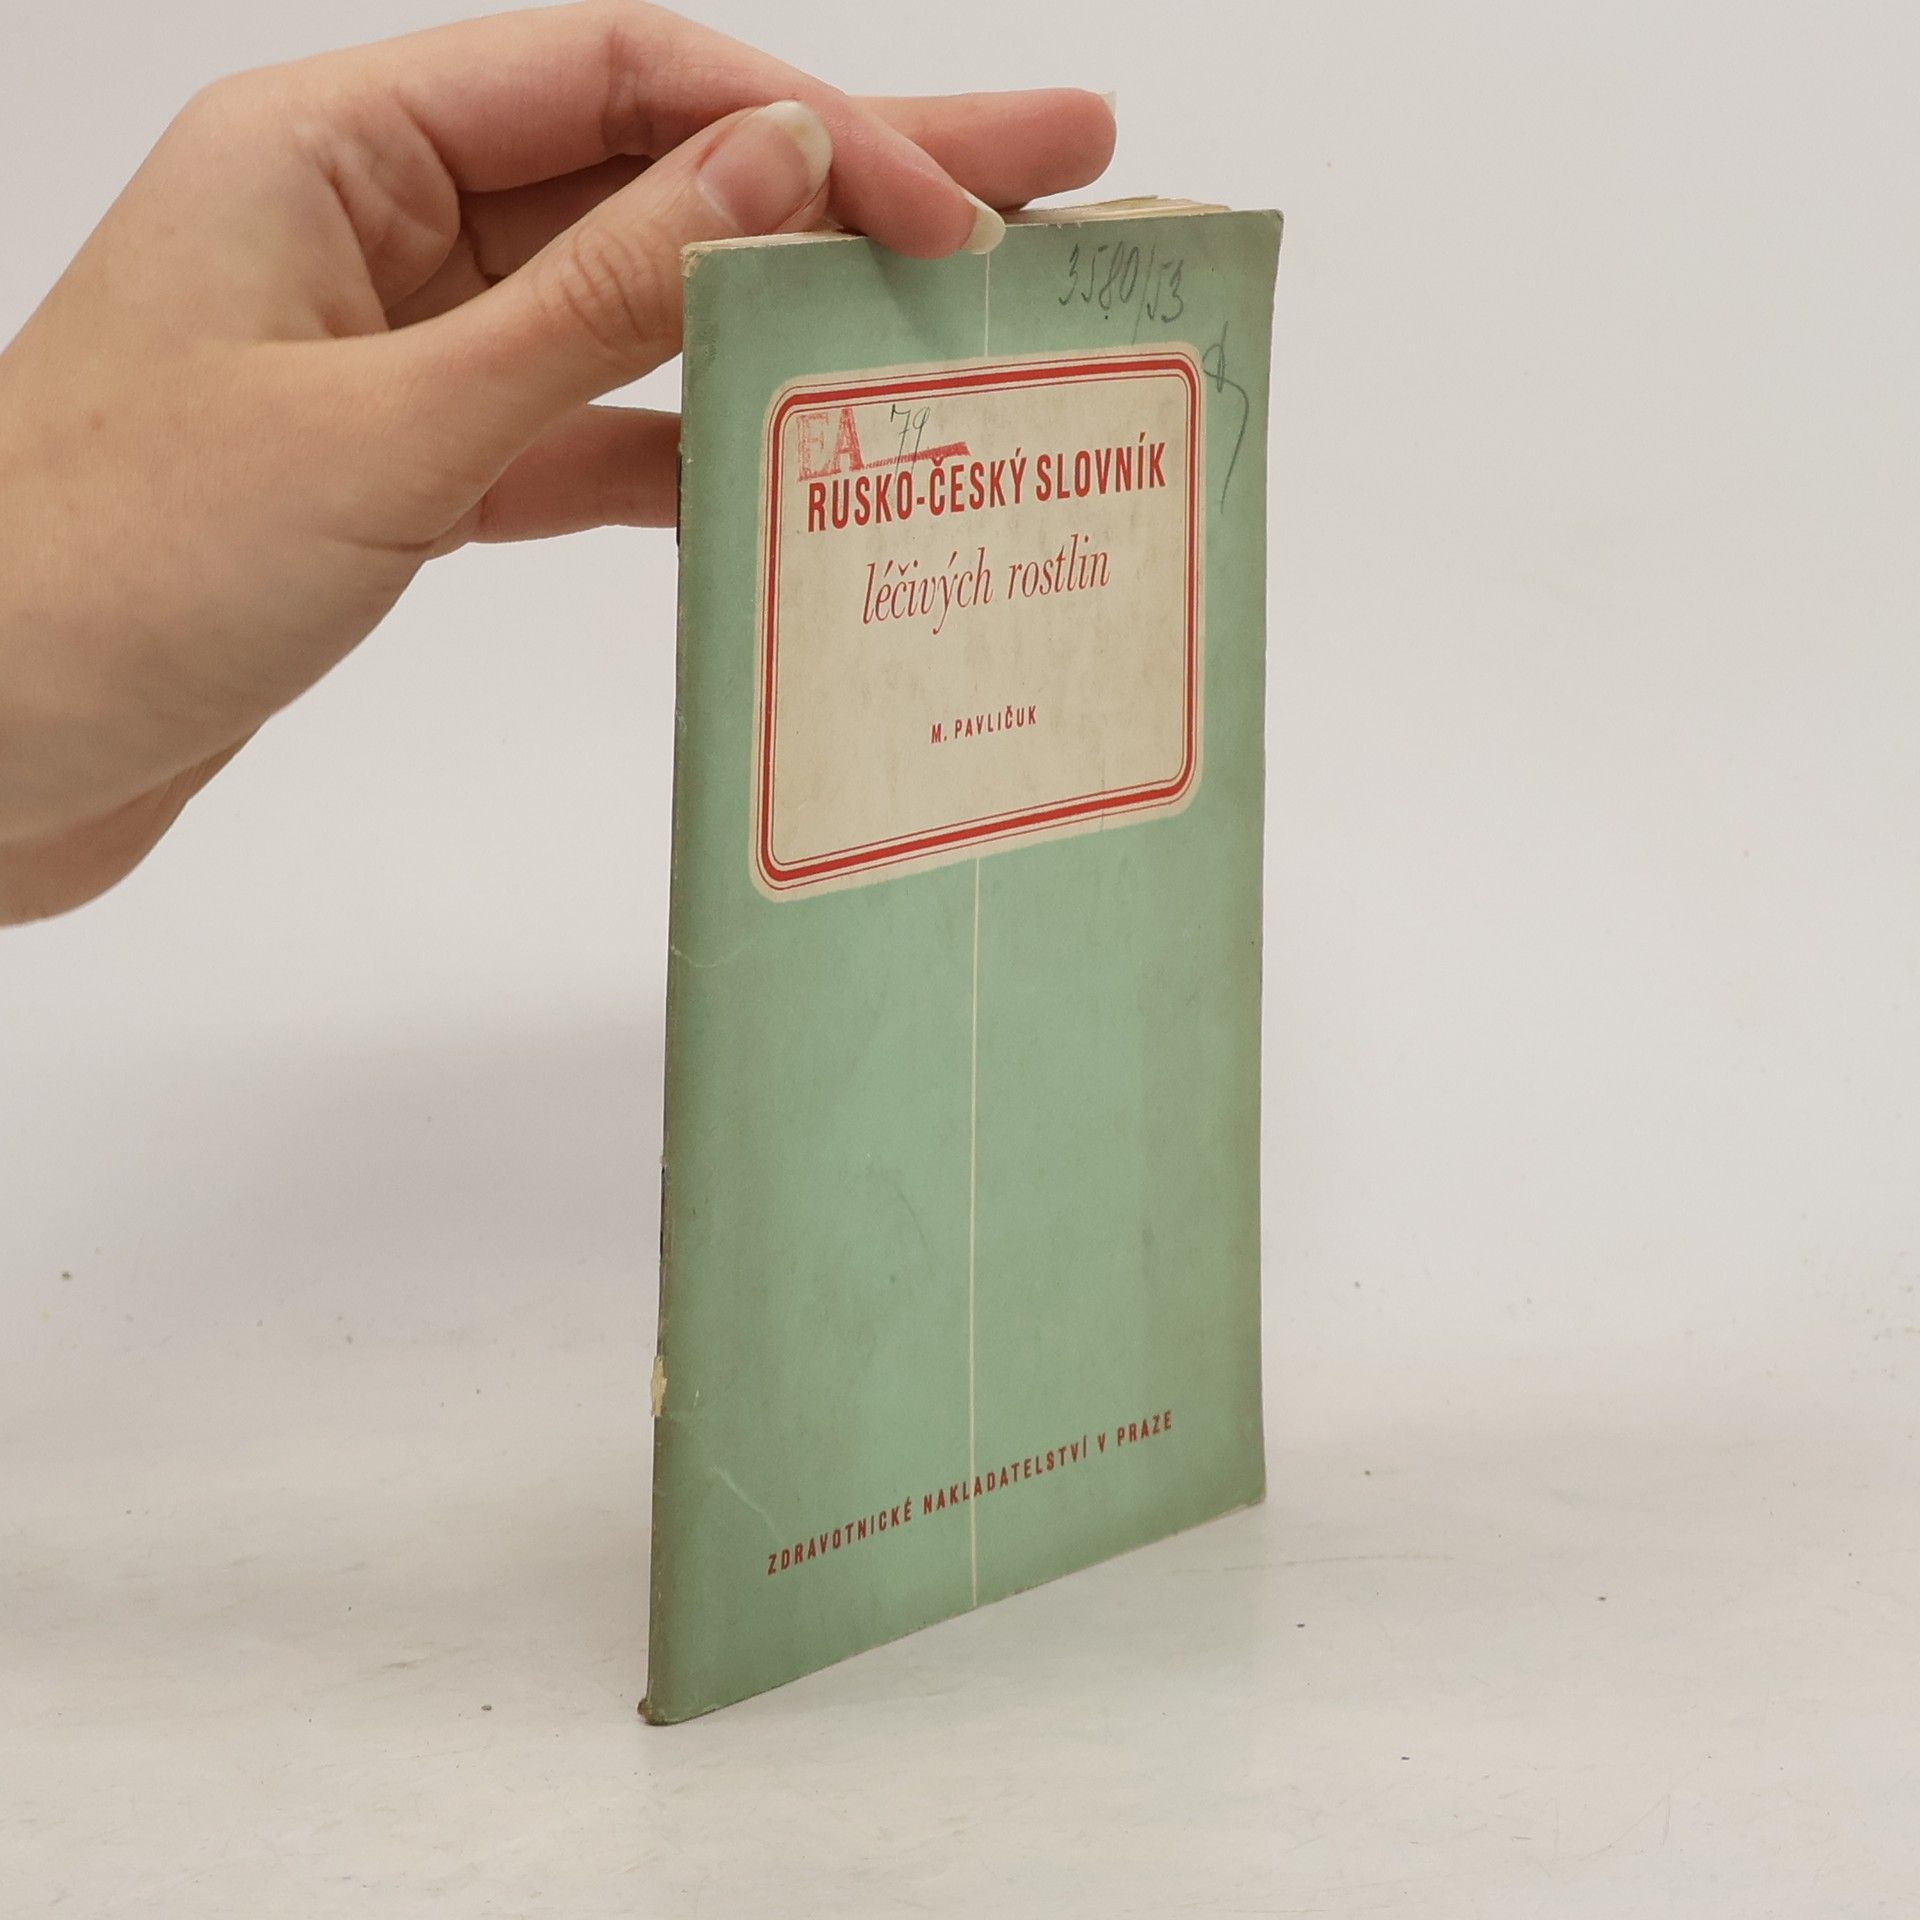 3580/53
EA 79
RUSKO-ČESKÝ SLOVNÍK
léčivých rostlin
M. PAVLIČUK
ZDRAVOTNICKÉ NAKLADATELSTVÍ V PRAZE